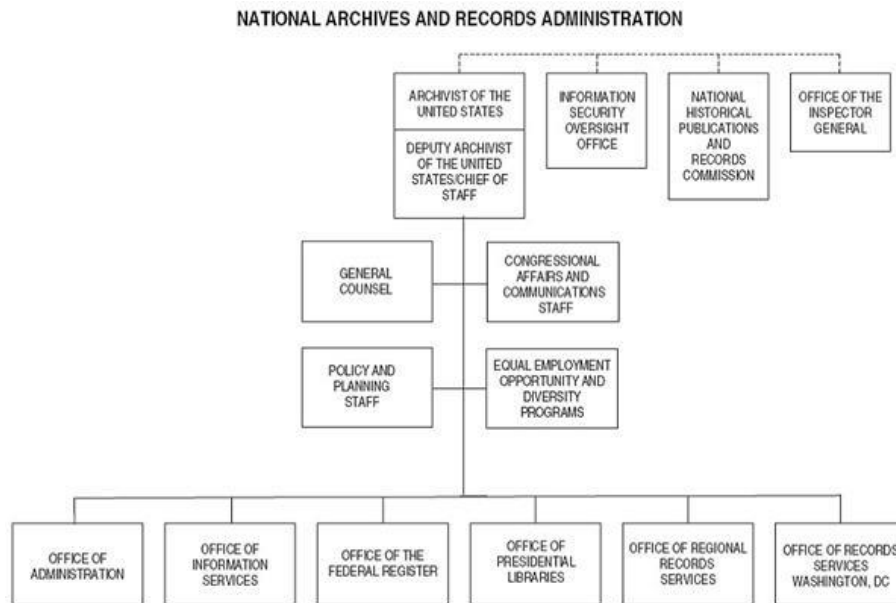 NATIONAL ARCHIVES AND RECORDS ADMINISTRATION
ARCHIVIST OF THE
UNITED STATES
DEPUTY ARCHIVIST
OF THE UNITED
STATES/CHIEF OF
STAFF
INFORMATION
SECURITY
OVERSIGHT
OFFICE
NATIONAL
HISTORICAL
PUBLICATIONS
AND
RECORDS
COMMISSION
OFFICE OF THE
INSPECTOR
GENERAL
GENERAL
COUNSEL
CONGRESSIONAL
AFFAIRS AND
COMMUNICATIONS
STAFF
POLICY AND
PLANNING
STAFF
EQUAL EMPLOYMENT
OPPORTUNITY AND
DIVERSITY
PROGRAMS
OFFICE OF
ADMINISTRATION
OFFICE OF
INFORMATION
SERVICES
OFFICE OF THE
FEDERAL REGISTER
OFFICE OF
PRESIDENTIAL
LIBRARIES
OFFICE OF REGIONAL
RECORDS
SERVICES
OFFICE OF RECORDS
SERVICES
WASHINGTON, DC